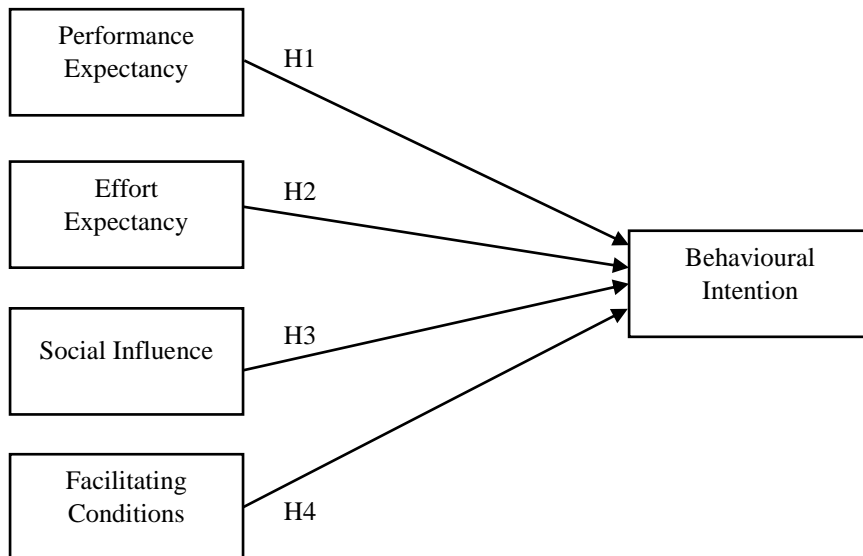 Performance
Expectancy
H1
Effort
Expectancy
H2
Behavioural
Intention
Social Influence
H3
Facilitating
Conditions
H4